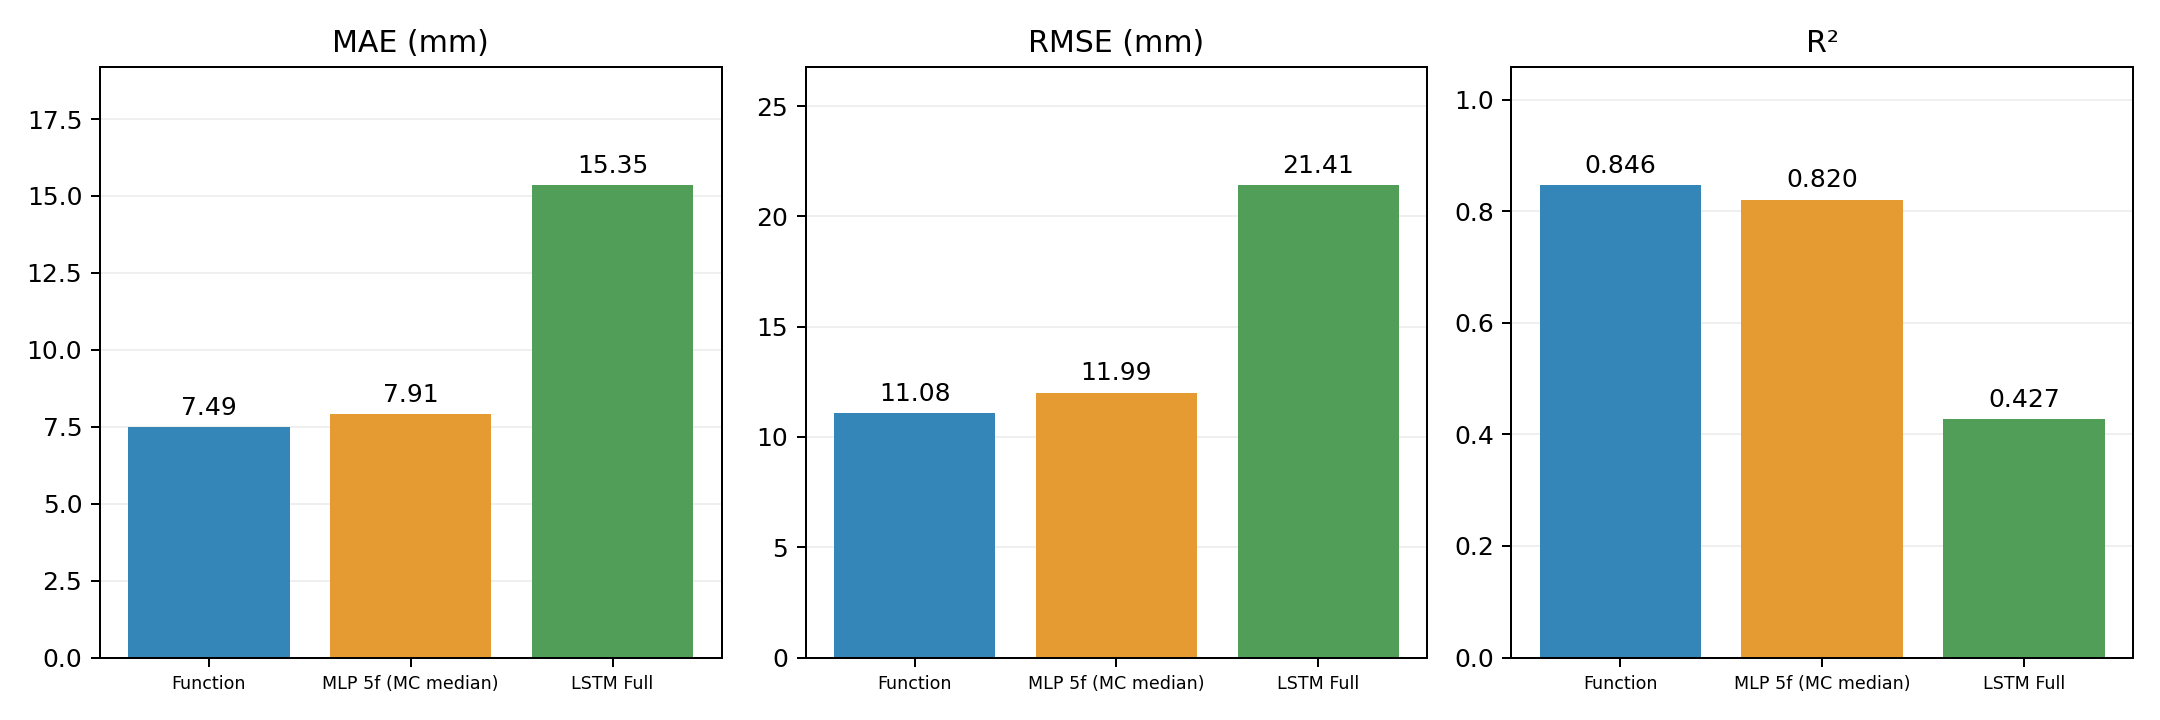 MAE (mm)
17.5
15.0
12.5
10.0
7.5
5.0
2.5
0.0
7.49
7.91
15.35
Function
MLP 5f (MC median)
LSTM Full
RMSE (mm)
25
20
15
10
5
0
11.08
11.99
21.41
Function
MLP 5f (MC median)
LSTM Full
R²
1.0
0.8
0.6
0.4
0.2
0.0
0.846
0.820
0.427
Function
MLP 5f (MC median)
LSTM Full